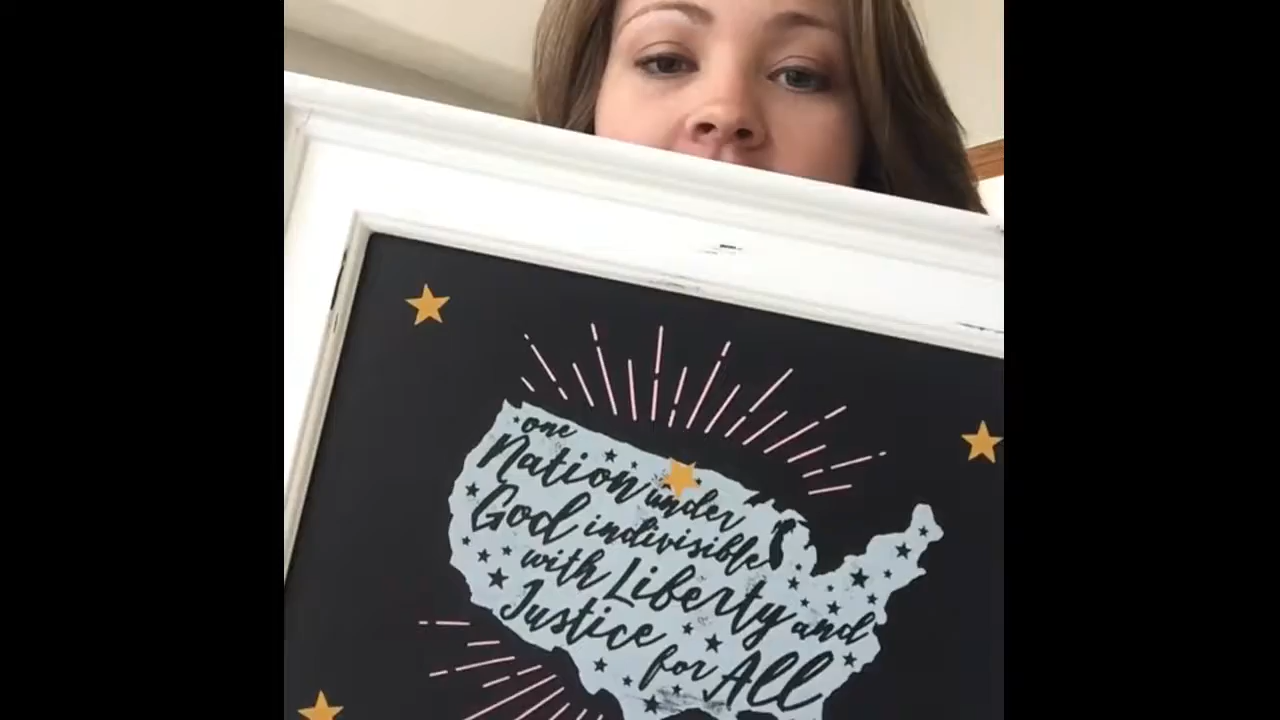 one
Nation under
God indivisible
with Liberty and
Justice for All